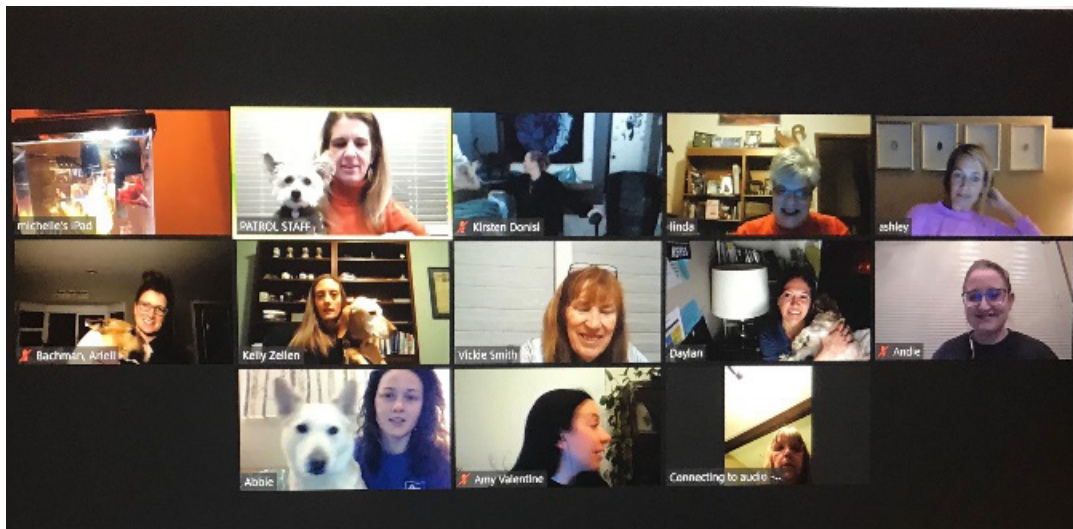 michelle's iPad
PATROL STAFF
Kirsten Donisi
linda
ashley
Bachman, Ariell
Kelly Zellen
Vickie Smith
Daylan
Andie
Abbie
Amy Valentine
Connecting to audio